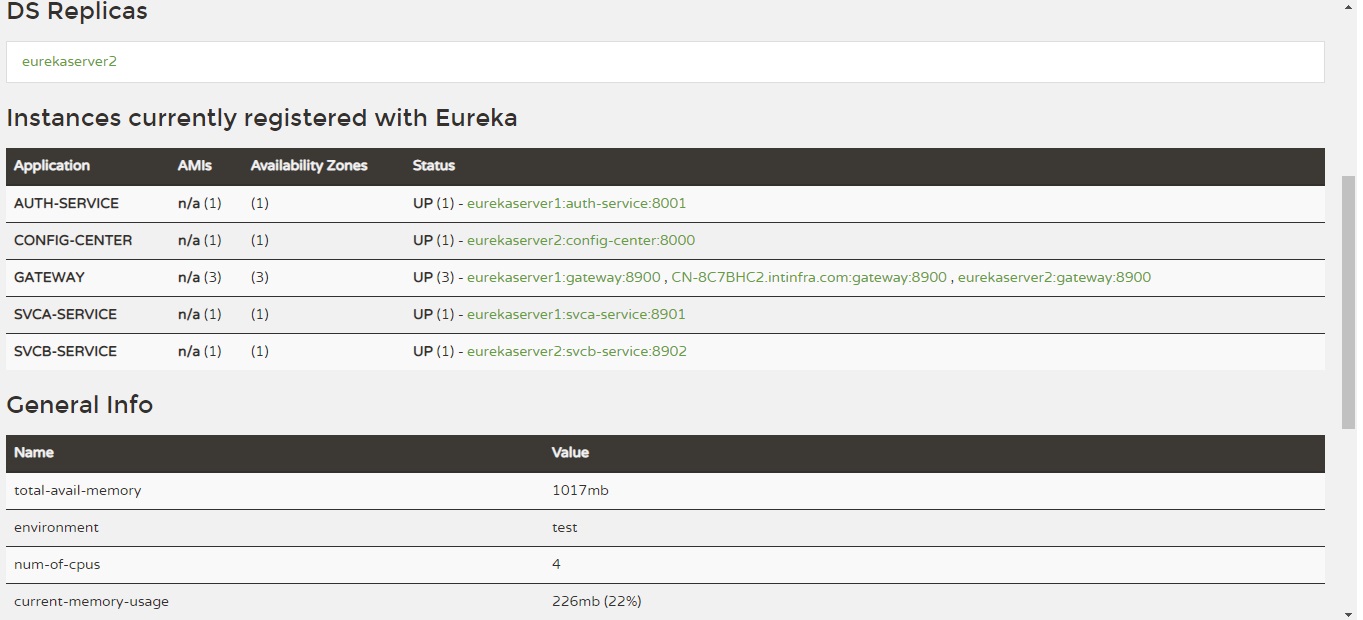 DS Replicas
eurekaserver2
Instances currently registered with Eureka
Application AMIs Availability Zones Status
AUTH-SERVICE n/a (1) (1) UP (1) - eurekaserver1:auth-service:8001
CONFIG-CENTER n/a (1) (1) UP (1) - eurekaserver2:config-center:8000
GATEWAY n/a (3) (3) UP (3) - eurekaserver1:gateway:8900 , CN-8C7BHC2.intinfra.com:gateway:8900 , eurekaserver2:gateway:8900
SVCA-SERVICE n/a (1) (1) UP (1) - eurekaserver1:svca-service:8901
SVCB-SERVICE n/a (1) (1) UP (1) - eurekaserver2:svcb-service:8902
General Info
Name Value
total-avail-memory 1017mb
environment test
num-of-cpus 4
current-memory-usage 226mb (22%)